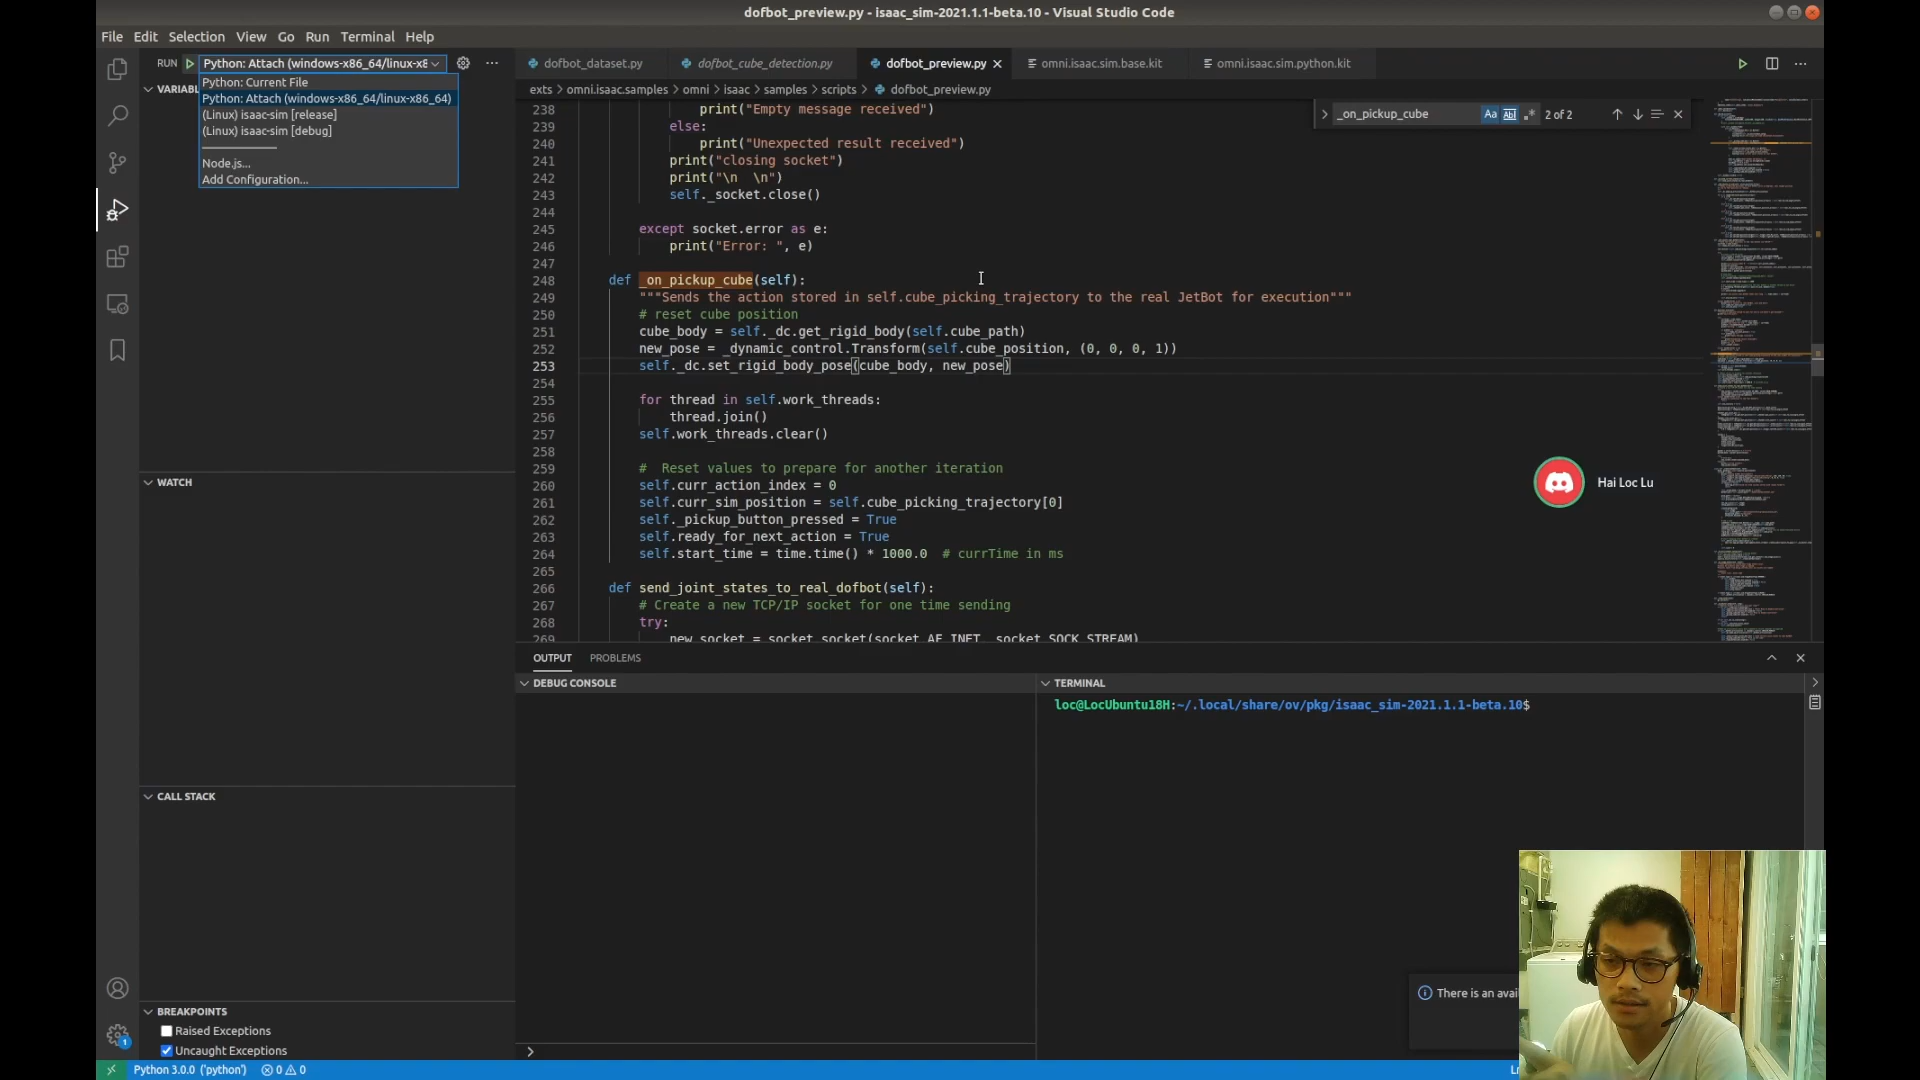 dofbot_preview.py - isaac_sim-2021.1.1-beta.10 - Visual Studio Code
File Edit Selection View Go Run Terminal Help
RUN Python: Attach (windows-x86_64/linux-x8
dofbot_dataset.py dofbot_cube_detection.py dofbot_preview.py omni.isaac.sim.base.kit omni.isaac.sim.python.kit
Python: Current File
Python: Attach (windows-x86_64/linux-x86_64)
(Linux) isaac-sim [release]
(Linux) isaac-sim [debug]
Node.js...
Add Configuration...
VARIABL
exts > omni.isaac.samples > omni > isaac > samples > scripts > dofbot_preview.py
_on_pickup_cube Aa Abl .* 2 of 2
238 print("Empty message received")
239 else:
240 print("Unexpected result received")
241 print("closing socket")
242 print("\n  \n")
243 self._socket.close()
244
245 except socket.error as e:
246 print("Error: ", e)
247
248 def _on_pickup_cube(self):
249 """Sends the action stored in self.cube_picking_trajectory to the real JetBot for execution"""
250 # reset cube position
251 cube_body = self._dc.get_rigid_body(self.cube_path)
252 new_pose = _dynamic_control.Transform(self.cube_position, (0, 0, 0, 1))
253 self._dc.set_rigid_body_pose(cube_body, new_pose)
254
255 for thread in self.work_threads:
256 thread.join()
257 self.work_threads.clear()
258
259 #  Reset values to prepare for another iteration
260 self.curr_action_index = 0
261 self.curr_sim_position = self.cube_picking_trajectory[0]
262 self._pickup_button_pressed = True
263 self.ready_for_next_action = True
264 self.start_time = time.time() * 1000.0  # currTime in ms
265
266 def send_joint_states_to_real_dofbot(self):
267 # Create a new TCP/IP socket for one time sending
268 try:
269 new_socket = socket.socket(socket.AF_INET, socket.SOCK_STREAM)
Hai Loc Lu
WATCH
CALL STACK
BREAKPOINTS
Raised Exceptions
Uncaught Exceptions
OUTPUT PROBLEMS
DEBUG CONSOLE
TERMINAL
loc@LocUbuntu18H:~/.local/share/ov/pkg/isaac_sim-2021.1.1-beta.10$
There is an avai
1
Python 3.0.0 ('python') 0 0
Ln